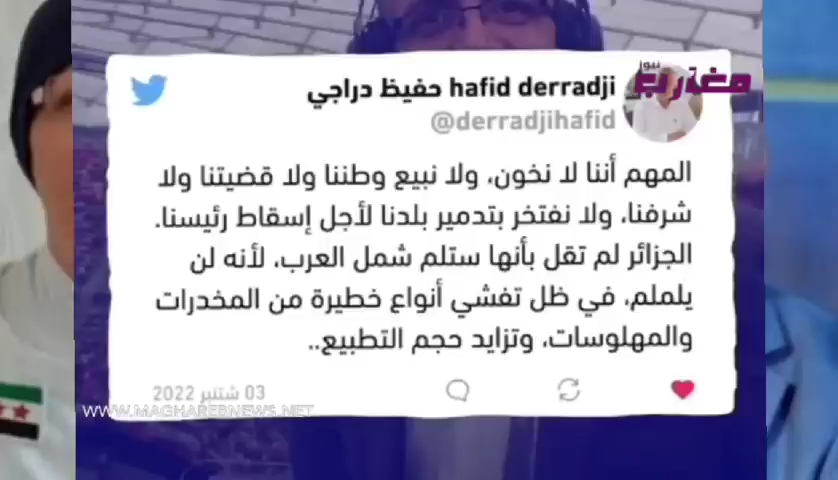 مغارب نيوز
hafid derradji حفيظ دراجي
@derradjihafid
المهم أننا لا نخون، ولا نبيع وطننا ولا قضيتنا ولا
شرفنا، ولا نفتخر بتدمير بلدنا لأجل إسقاط رئيسنا.
الجزائر لم تقل بأنها ستلم شمل العرب، لأنه لن
يلملم، في ظل تفشي أنواع خطيرة من المخدرات
والمهلوسات، وتزايد حجم التطبيع..
03 شتنبر 2022
WWW.MAGHAREBNEWS.NET